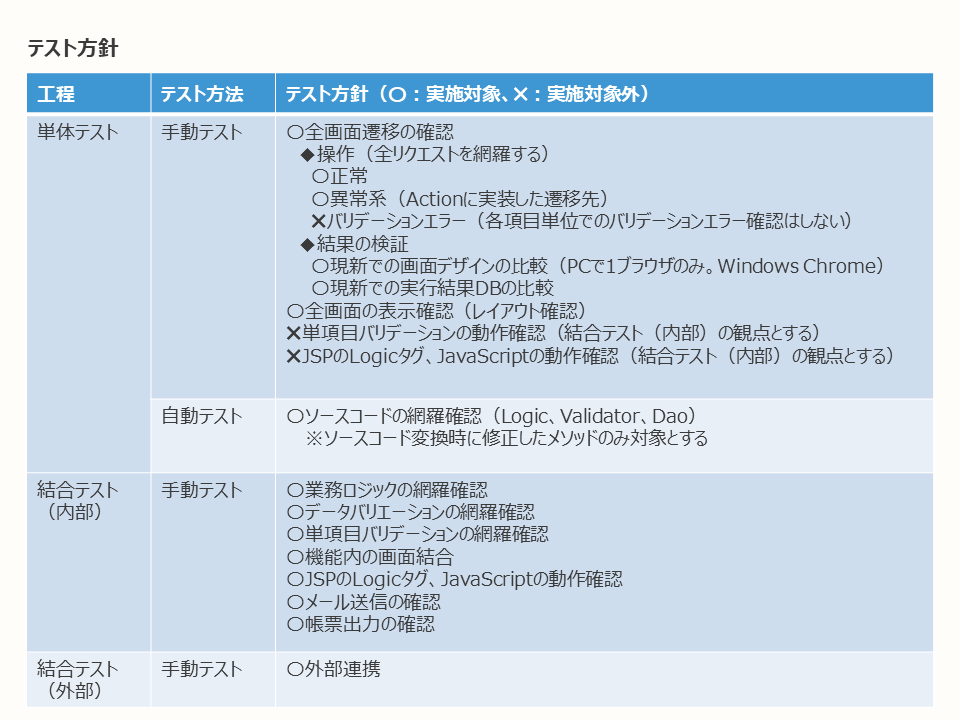 テスト方針
工程 テスト方法 テスト方針（〇：実施対象、✕：実施対象外）
単体テスト 手動テスト 〇全画面遷移の確認
◆操作（全リクエストを網羅する）
〇正常
〇異常系（Actionに実装した遷移先）
✕バリデーションエラー（各項目単位でのバリデーションエラー確認はしない）
◆結果の検証
〇現新での画面デザインの比較（PCで1ブラウザのみ。Windows Chrome）
〇現新での実行結果DBの比較
〇全画面の表示確認（レイアウト確認）
✕単項目バリデーションの動作確認（結合テスト（内部）の観点とする）
✕JSPのLogicタグ、JavaScriptの動作確認（結合テスト（内部）の観点とする）
自動テスト 〇ソースコードの網羅確認（Logic、Validator、Dao）
※ソースコード変換時に修正したメソッドのみ対象とする
結合テスト 手動テスト 〇業務ロジックの網羅確認
（内部） 〇データバリエーションの網羅確認
〇単項目バリデーションの網羅確認
〇機能内の画面結合
〇JSPのLogicタグ、JavaScriptの動作確認
〇メール送信の確認
〇帳票出力の確認
結合テスト 手動テスト 〇外部連携
（外部）